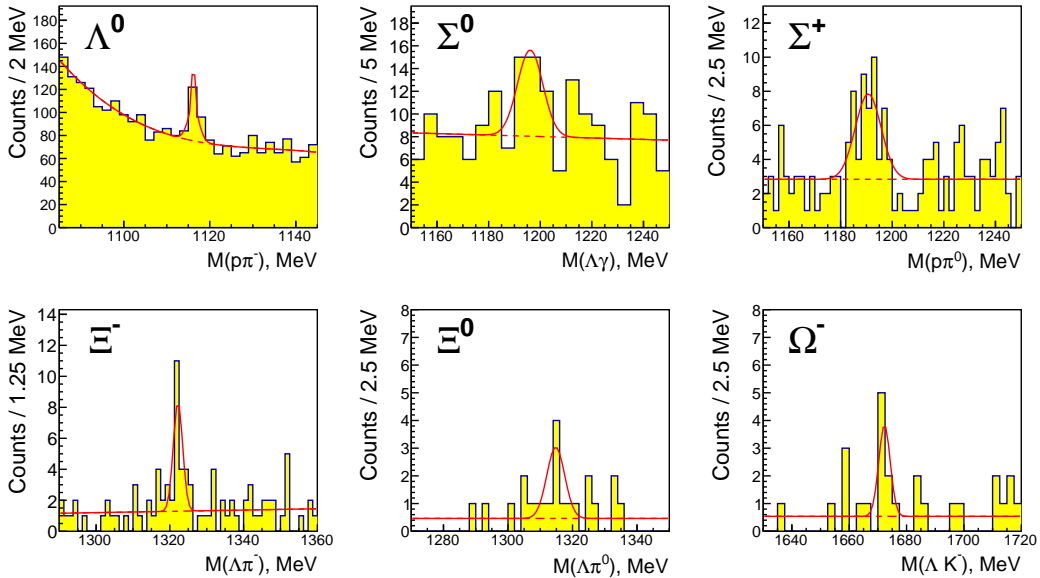 Λ⁰
Counts / 2 MeV
180
160
140
120
100
80
60
40
20
0
1100 1120 1140
M(pπ⁻), MeV
Σ⁰
Counts / 5 MeV
18
16
14
12
10
8
6
4
2
0
1160 1180 1200 1220 1240
M(Λγ), MeV
Σ⁺
Counts / 2.5 MeV
12
10
8
6
4
2
0
1160 1180 1200 1220 1240
M(pπ⁰), MeV
Ξ⁻
Counts / 1.25 MeV
14
12
10
8
6
4
2
0
1300 1320 1340 1360
M(Λπ⁻), MeV
Ξ⁰
Counts / 2.5 MeV
8
7
6
5
4
3
2
1
0
1280 1300 1320 1340
M(Λπ⁰), MeV
Ω⁻
Counts / 2.5 MeV
8
7
6
5
4
3
2
1
0
1640 1660 1680 1700 1720
M(Λ K⁻), MeV